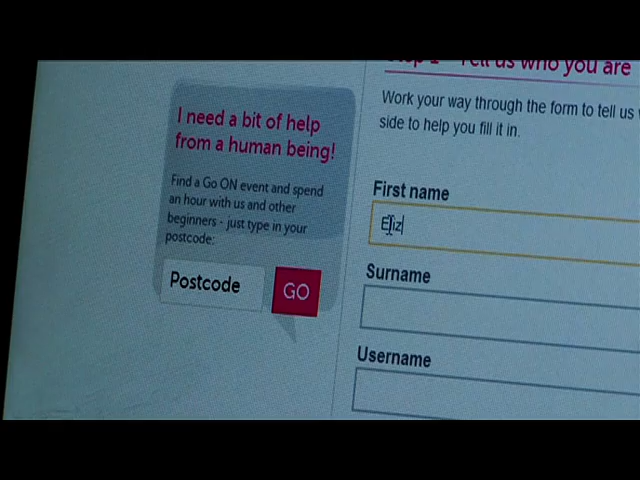 I need a bit of help
from a human being!
Find a Go ON event and spend
an hour with us and other
beginners - just type in your
postcode:
Postcode
GO
Step 1 - Tell us who you are
Work your way through the form to tell us
side to help you fill it in.
First name
Eliz
Surname
Username